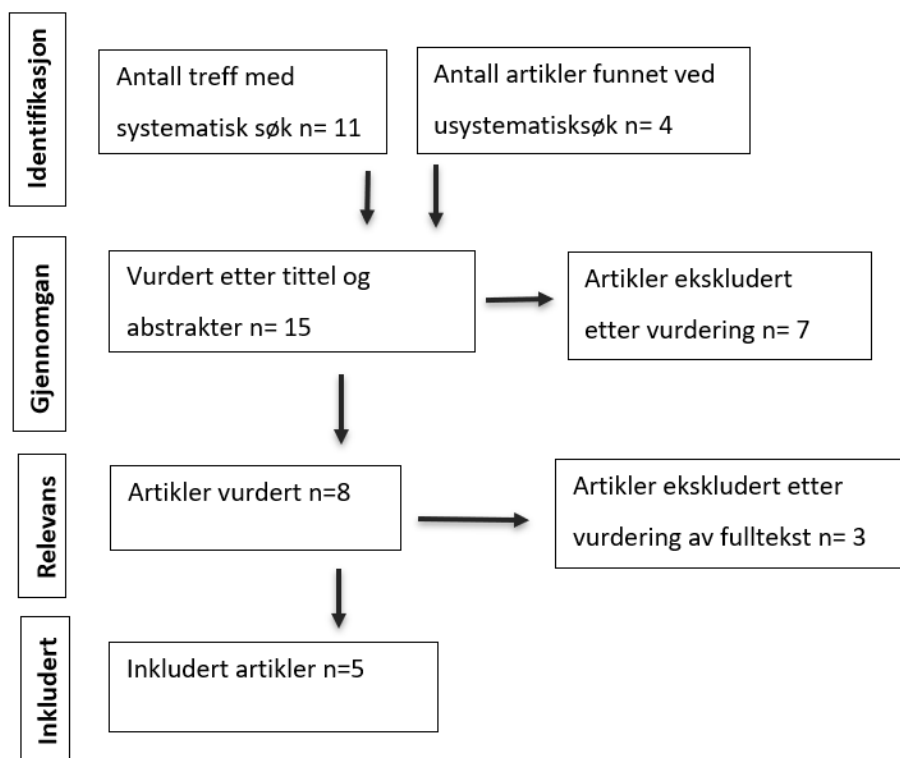 Identifikasjon
Antall treff med
systematisk søk n= 11
Antall artikler funnet ved
usystematisksøk n= 4
Gjennomgan
Vurdert etter tittel og
abstrakter n= 15
Artikler ekskludert
etter vurdering n= 7
Relevans
Artikler vurdert n=8
Artikler ekskludert etter
vurdering av fulltekst n= 3
Inkludert
Inkludert artikler n=5